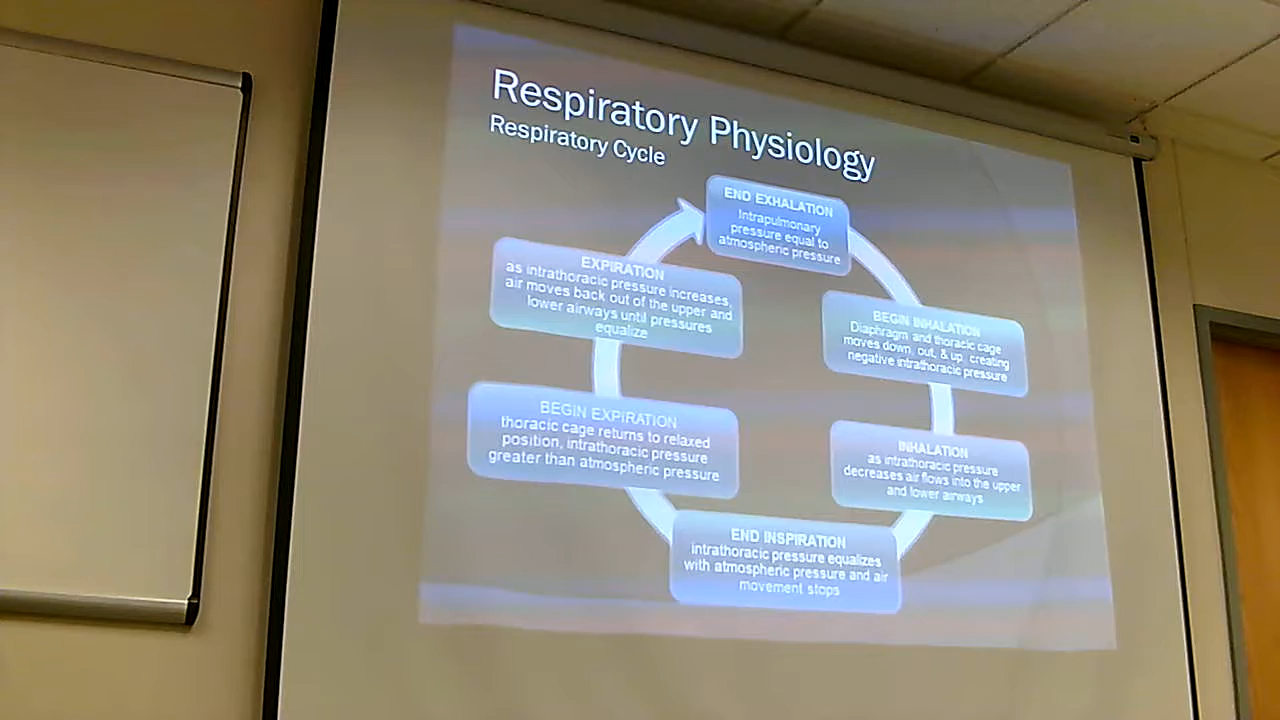 Respiratory Physiology
Respiratory Cycle
END EXHALATION
Intrapulmonary
pressure equal to
atmospheric pressure
BEGIN INHALATION
Diaphragm and thoracic cage
moves down, out, & up creating
negative intrathoracic pressure
INHALATION
as intrathoracic pressure
decreases air flows into the upper
and lower airways
END INSPIRATION
intrathoracic pressure equalizes
with atmospheric pressure and air
movement stops
BEGIN EXPIRATION
thoracic cage returns to relaxed
position, intrathoracic pressure
greater than atmospheric pressure
EXPIRATION
as intrathoracic pressure increases,
air moves back out of the upper and
lower airways until pressures
equalize